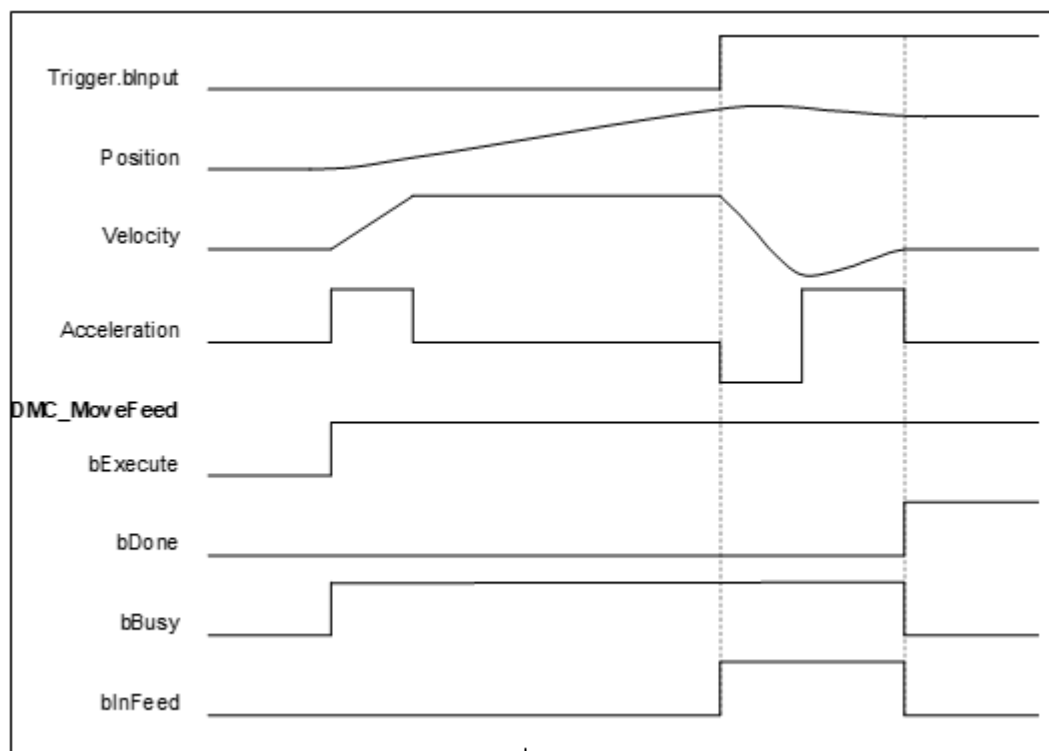 Trigger.bInput
Position
Velocity
Acceleration
DMC_MoveFeed
bExecute
bDone
bBusy
bInFeed